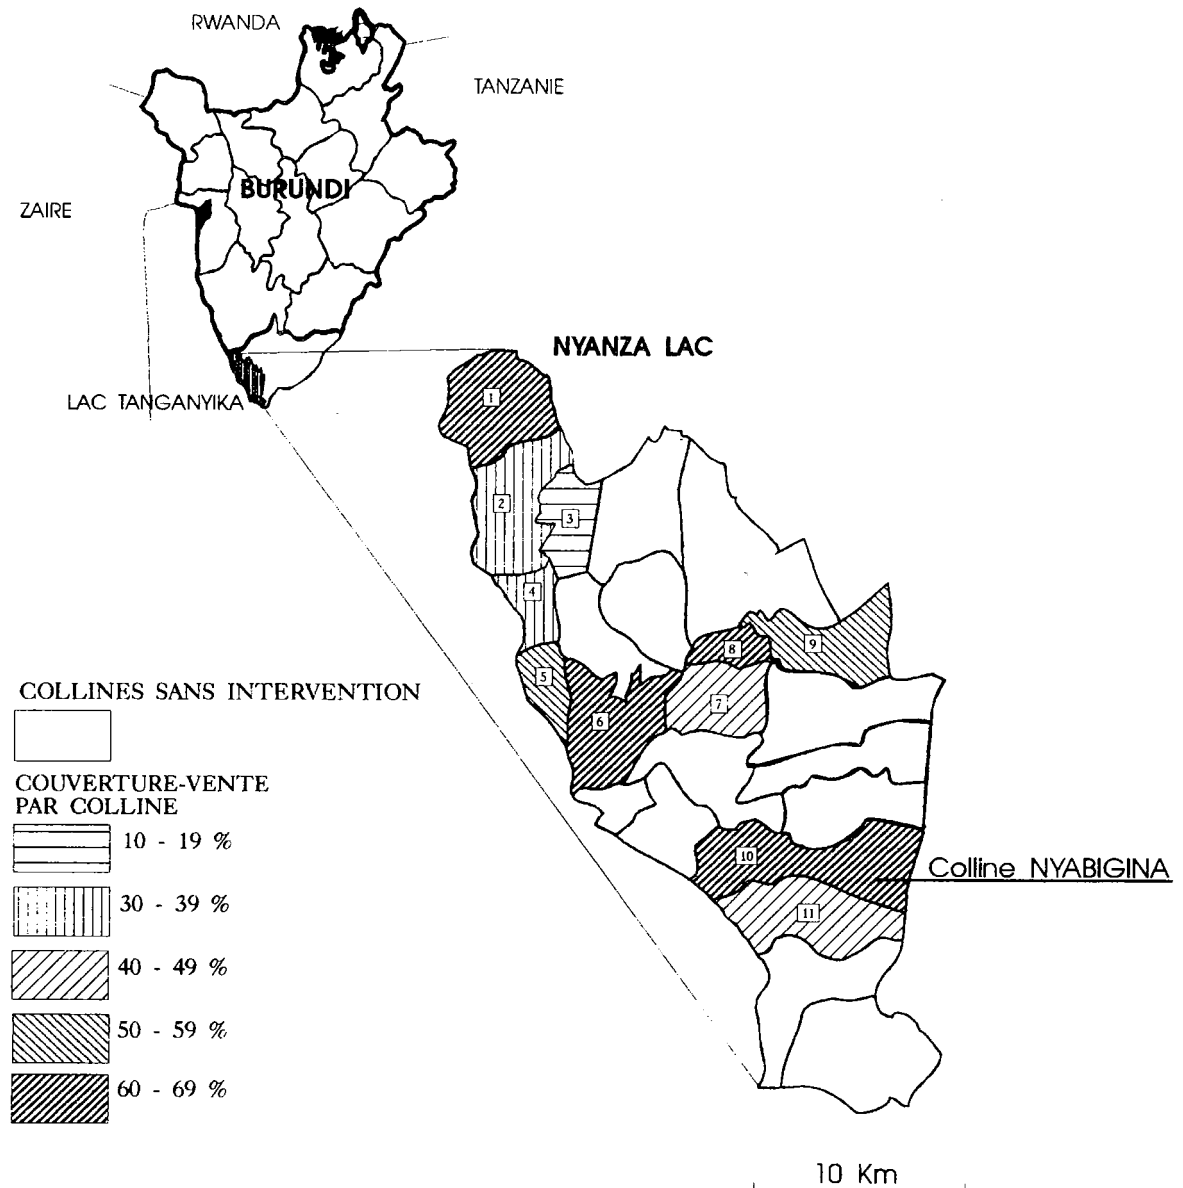 RWANDA
TANZANIE
BURUNDI
ZAIRE
NYANZA LAC
LAC TANGANYIKA
1
2
3
4
5
6
7
8
9
10
11
Colline NYABIGINA
COLLINES SANS INTERVENTION
COUVERTURE-VENTE
PAR COLLINE
10 - 19 %
30 - 39 %
40 - 49 %
50 - 59 %
60 - 69 %
10 Km